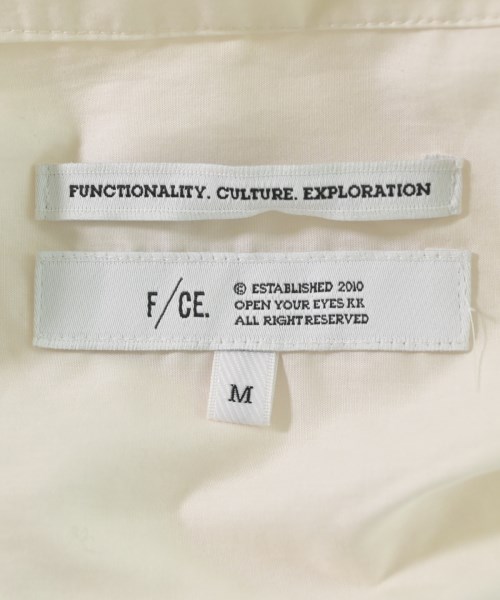 FUNCTIONALITY. CULTURE. EXPLORATION
F/CE.
® ESTABLISHED 2010
OPEN YOUR EYES KK
ALL RIGHT RESERVED
M